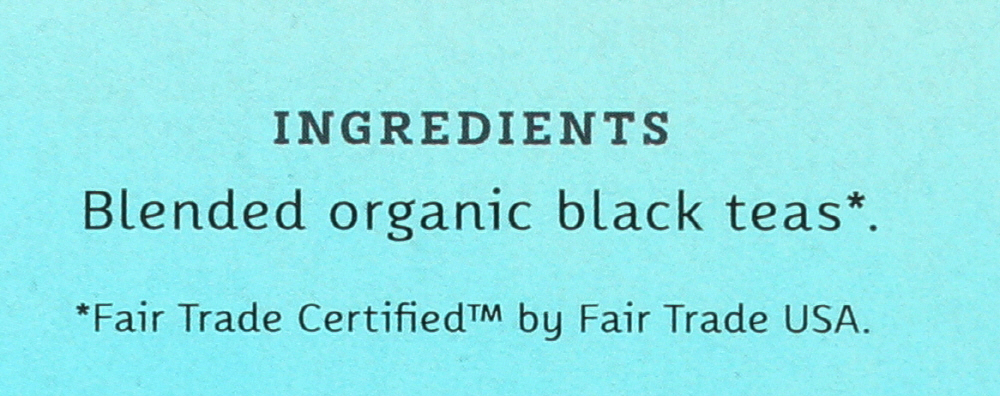 INGREDIENTS
Blended organic black teas*.
*Fair Trade Certified™ by Fair Trade USA.